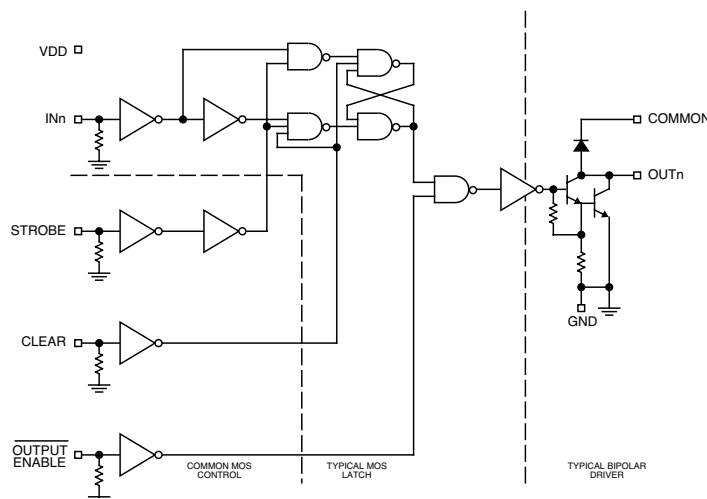 VDD
INn
COMMON
OUTn
STROBE
GND
CLEAR
OUTPUT
ENABLE
COMMON MOS
CONTROL
TYPICAL MOS
LATCH
TYPICAL BIPOLAR
DRIVER